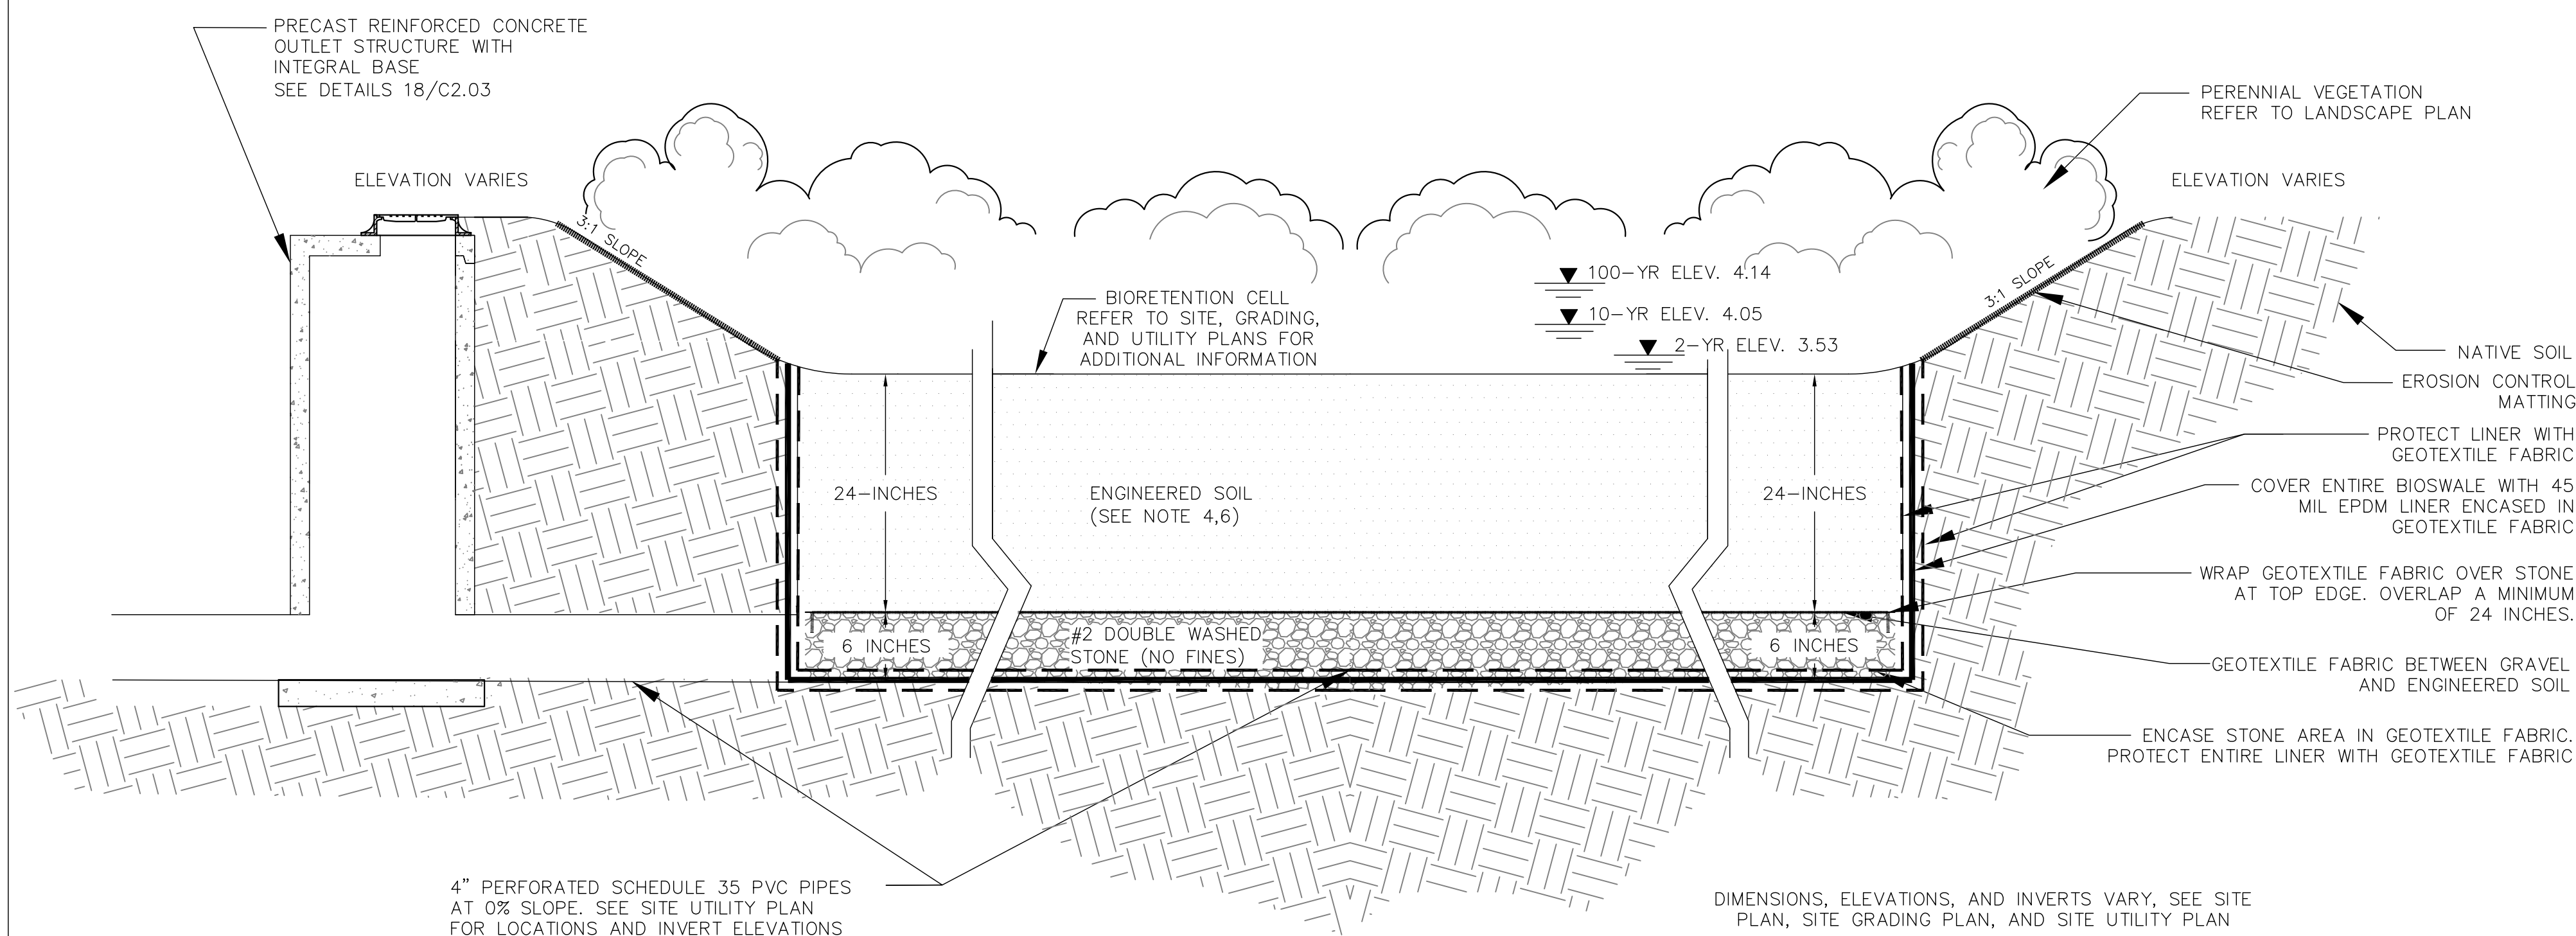 PRECAST REINFORCED CONCRETE
OUTLET STRUCTURE WITH
INTEGRAL BASE
SEE DETAILS 18/C2.03
PERENNIAL VEGETATION
REFER TO LANDSCAPE PLAN
ELEVATION VARIES
ELEVATION VARIES
3:1 SLOPE
3:1 SLOPE
100-YR ELEV. 4.14
10-YR ELEV. 4.05
2-YR ELEV. 3.53
BIORETENTION CELL
REFER TO SITE, GRADING,
AND UTILITY PLANS FOR
ADDITIONAL INFORMATION
NATIVE SOIL
EROSION CONTROL
MATTING
PROTECT LINER WITH
GEOTEXTILE FABRIC
COVER ENTIRE BIOSWALE WITH 45
MIL EPDM LINER ENCASED IN
GEOTEXTILE FABRIC
24-INCHES
ENGINEERED SOIL
(SEE NOTE 4,6)
24-INCHES
WRAP GEOTEXTILE FABRIC OVER STONE
AT TOP EDGE. OVERLAP A MINIMUM
OF 24 INCHES.
6 INCHES
#2 DOUBLE WASHED
STONE (NO FINES)
6 INCHES
GEOTEXTILE FABRIC BETWEEN GRAVEL
AND ENGINEERED SOIL
ENCASE STONE AREA IN GEOTEXTILE FABRIC.
PROTECT ENTIRE LINER WITH GEOTEXTILE FABRIC
4" PERFORATED SCHEDULE 35 PVC PIPES
AT 0% SLOPE. SEE SITE UTILITY PLAN
FOR LOCATIONS AND INVERT ELEVATIONS
DIMENSIONS, ELEVATIONS, AND INVERTS VARY, SEE SITE
PLAN, SITE GRADING PLAN, AND SITE UTILITY PLAN